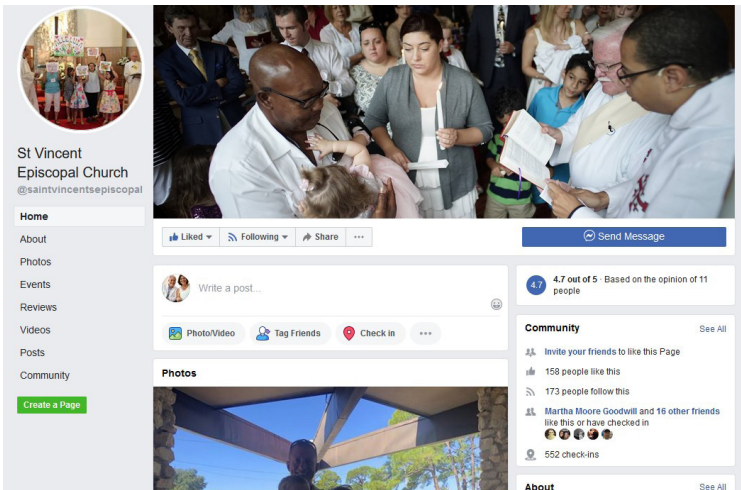 St Vincent
Episcopal Church
@saintvincentsepiscopal
Home
About
Photos
Events
Reviews
Videos
Posts
Community
Create a Page
Liked
Following
Share
Send Message
Write a post...
Photo/Video
Tag Friends
Check in
Photos
4.7
4.7 out of 5 · Based on the opinion of 11
people
Community
See All
Invite your friends to like this Page
158 people like this
173 people follow this
Martha Moore Goodwill and 16 other friends
like this or have checked in
552 check-ins
About
See All